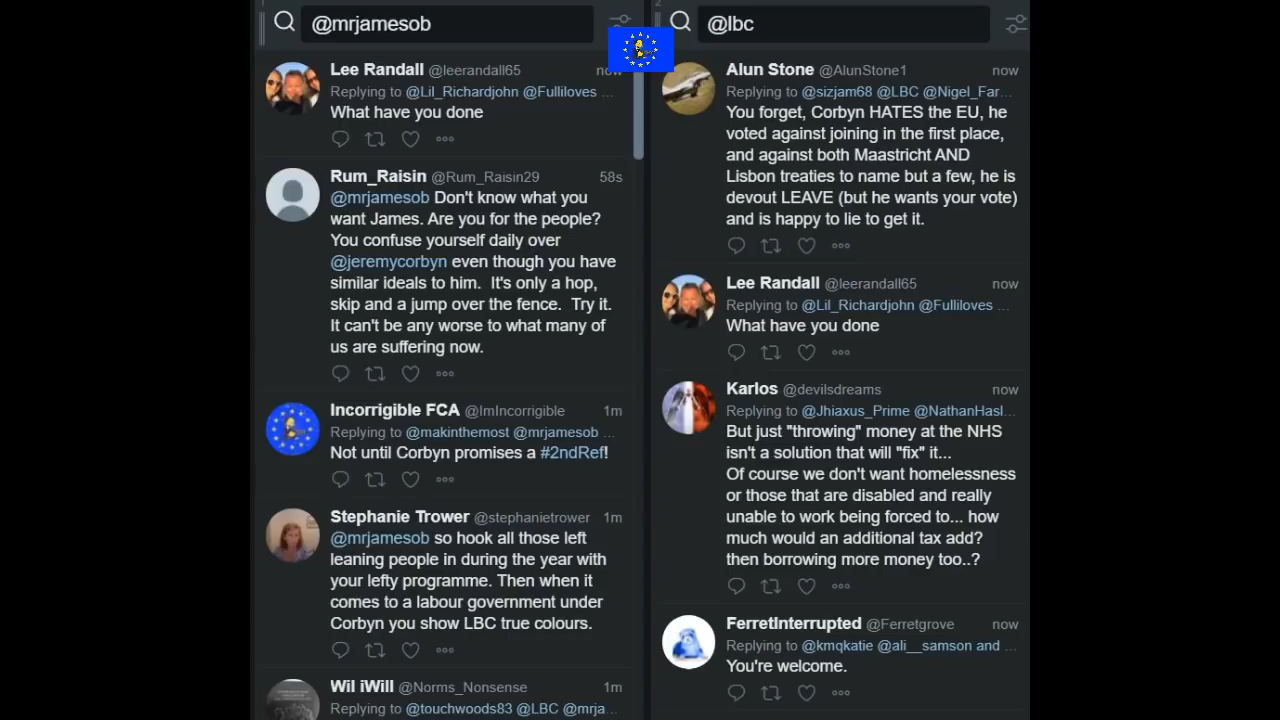 @mrjamesob
Lee Randall @leerandall65 now
Replying to @Lil_Richardjohn @Fulliloves ...
What have you done
Rum_Raisin @Rum_Raisin29 58s
@mrjamesob Don't know what you
want James. Are you for the people?
You confuse yourself daily over
@jeremycorbyn even though you have
similar ideals to him. It's only a hop,
skip and a jump over the fence. Try it.
It can't be any worse to what many of
us are suffering now.
Incorrigible FCA @ImIncorrigible 1m
Replying to @makinthemost @mrjamesob ...
Not until Corbyn promises a #2ndRef!
Stephanie Trower @stephanietrower 1m
@mrjamesob so hook all those left
leaning people in during the year with
your lefty programme. Then when it
comes to a labour government under
Corbyn you show LBC true colours.
Wil iWill @Norms_Nonsense 1m
Replying to @touchwoods83 @LBC @mrja...
2
@lbc
Alun Stone @AlunStone1 now
Replying to @sizjam68 @LBC @Nigel_Far...
You forget, Corbyn HATES the EU, he
voted against joining in the first place,
and against both Maastricht AND
Lisbon treaties to name but a few, he is
devout LEAVE (but he wants your vote)
and is happy to lie to get it.
Lee Randall @leerandall65 now
Replying to @Lil_Richardjohn @Fulliloves ...
What have you done
Karlos @devilsdreams now
Replying to @Jhiaxus_Prime @NathanHasl...
But just "throwing" money at the NHS
isn't a solution that will "fix" it...
Of course we don't want homelessness
or those that are disabled and really
unable to work being forced to... how
much would an additional tax add?
then borrowing more money too..?
FerretInterrupted @Ferretgrove now
Replying to @kmqkatie @ali__samson and ...
You're welcome.